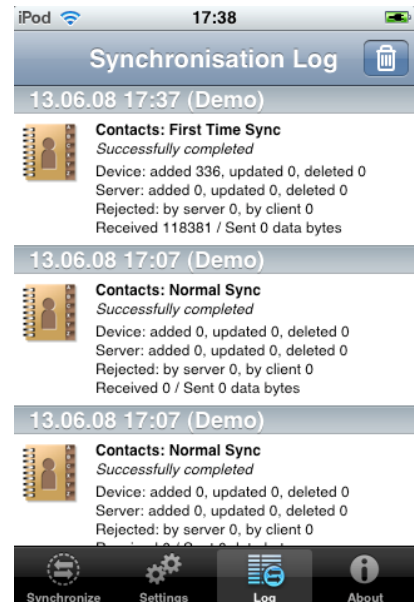 iPod 17:38
Synchronisation Log
13.06.08 17:37 (Demo)
Contacts: First Time Sync
Successfully completed
Device: added 336, updated 0, deleted 0
Server: added 0, updated 0, deleted 0
Rejected: by server 0, by client 0
Received 118381 / Sent 0 data bytes
13.06.08 17:07 (Demo)
Contacts: Normal Sync
Successfully completed
Device: added 0, updated 0, deleted 0
Server: added 0, updated 0, deleted 0
Rejected: by server 0, by client 0
Received 0 / Sent 0 data bytes
13.06.08 17:07 (Demo)
Contacts: Normal Sync
Successfully completed
Device: added 0, updated 0, deleted 0
Server: added 0, updated 0, deleted 0
Rejected: by server 0, by client 0
Synchronize Settings Log About